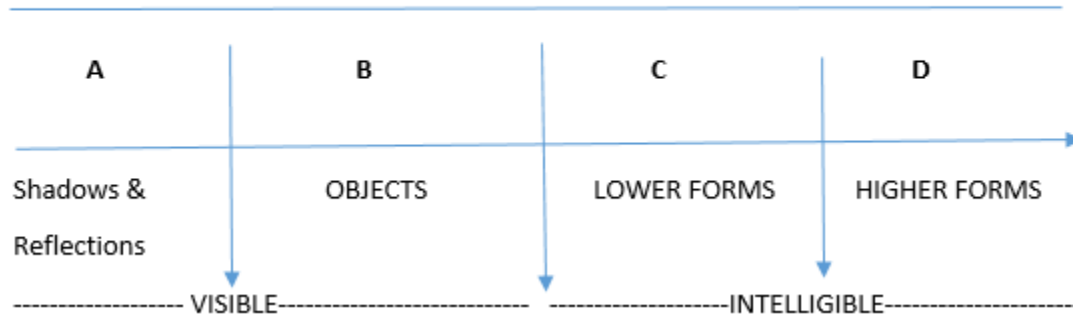 A B C D
Shadows & OBJECTS LOWER FORMS HIGHER FORMS
Reflections
------------------- VISIBLE---------------------------- --------------------INTELLIGIBLE---------------------